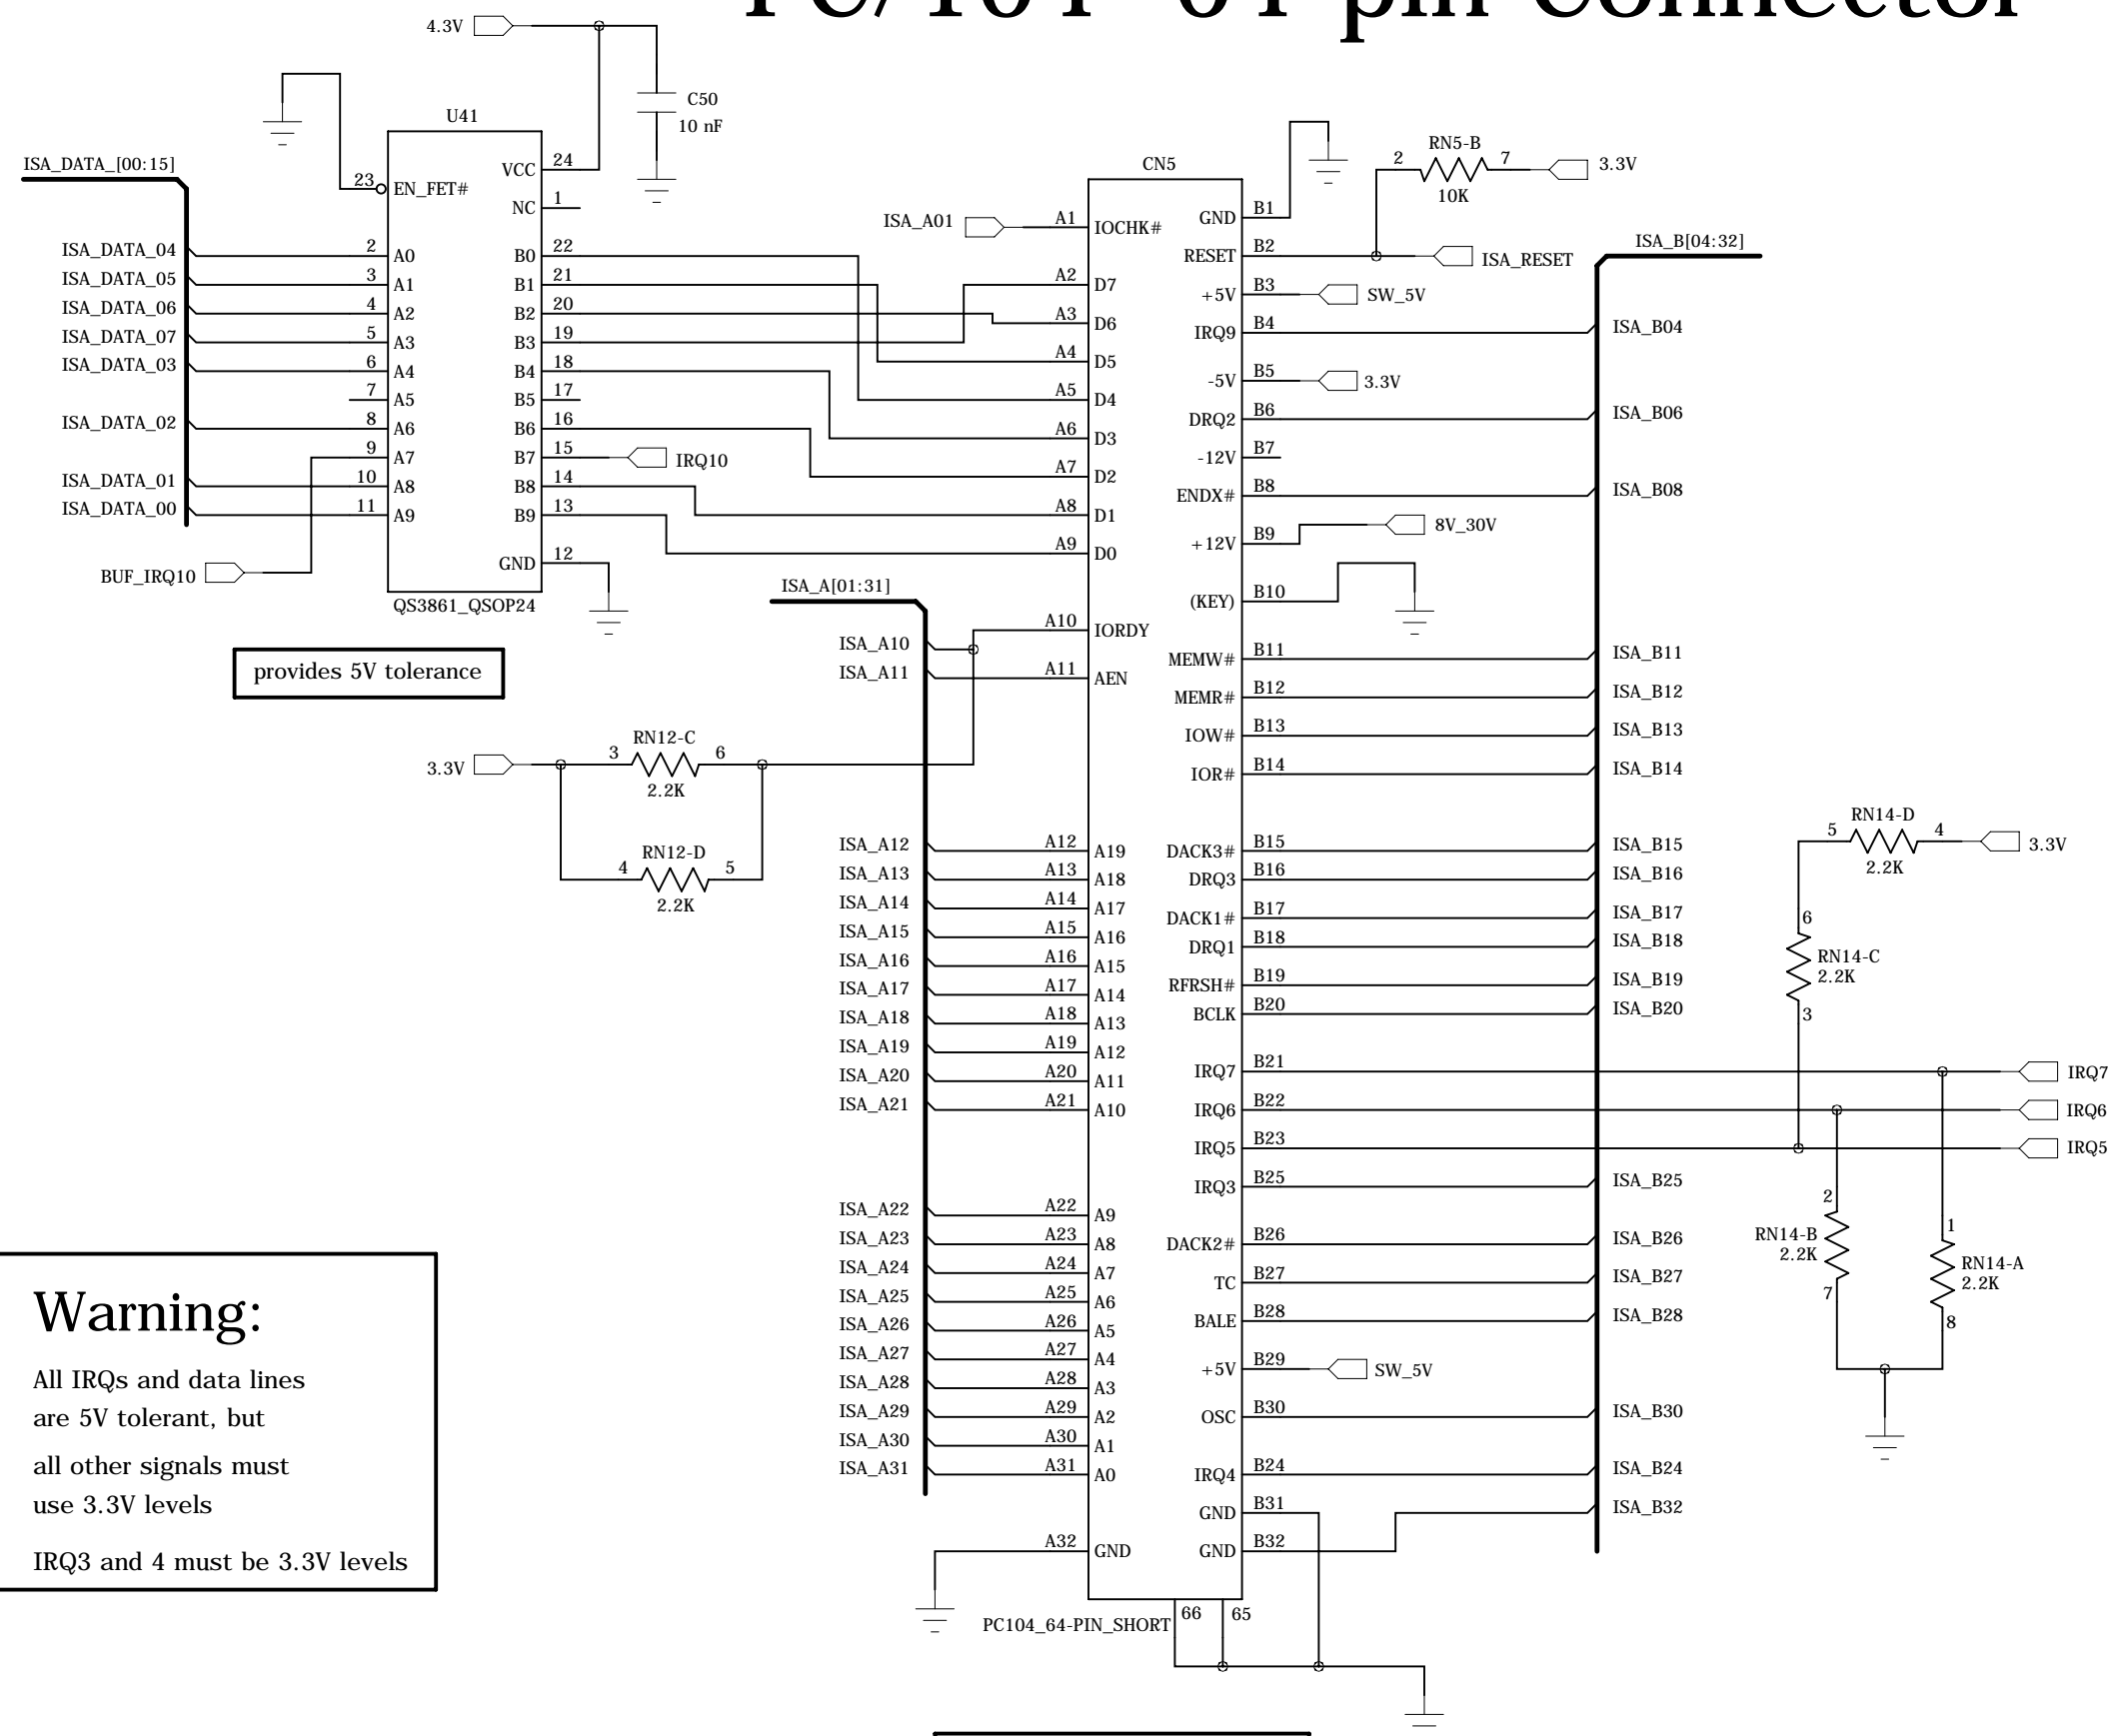 PC/104 64-pin Connector
4.3V
C50
10 nF
U41
ISA_DATA_[00:15]
23 EN_FET#
VCC 24
NC 1
ISA_DATA_04 2 A0 B0 22
ISA_DATA_05 3 A1 B1 21
ISA_DATA_06 4 A2 B2 20
ISA_DATA_07 5 A3 B3 19
ISA_DATA_03 6 A4 B4 18
7 A5 B5 17
ISA_DATA_02 8 A6 B6 16
9 A7 B7 15 IRQ10
ISA_DATA_01 10 A8 B8 14
ISA_DATA_00 11 A9 B9 13
GND 12
BUF_IRQ10
QS3861_QSOP24
provides 5V tolerance
CN5
ISA_A01 A1 IOCHK#
A2 D7
A3 D6
A4 D5
A5 D4
A6 D3
A7 D2
A8 D1
A9 D0
ISA_A[01:31]
ISA_A10 A10 IORDY
ISA_A11 A11 AEN
RN12-C
3.3V 3 6
2.2K
RN12-D
4 5
2.2K
ISA_A12 A12 A19
ISA_A13 A13 A18
ISA_A14 A14 A17
ISA_A15 A15 A16
ISA_A16 A16 A15
ISA_A17 A17 A14
ISA_A18 A18 A13
ISA_A19 A19 A12
ISA_A20 A20 A11
ISA_A21 A21 A10
ISA_A22 A22 A9
ISA_A23 A23 A8
ISA_A24 A24 A7
ISA_A25 A25 A6
ISA_A26 A26 A5
ISA_A27 A27 A4
ISA_A28 A28 A3
ISA_A29 A29 A2
ISA_A30 A30 A1
ISA_A31 A31 A0
A32 GND
PC104_64-PIN_SHORT
66 65
GND B1
RESET B2 ISA_RESET
RN5-B
2 7 3.3V
10K
ISA_B[04:32]
+5V B3 SW_5V
IRQ9 B4 ISA_B04
-5V B5 3.3V
DRQ2 B6 ISA_B06
-12V B7
ENDX# B8 ISA_B08
+12V B9 8V_30V
(KEY) B10
MEMW# B11 ISA_B11
MEMR# B12 ISA_B12
IOW# B13 ISA_B13
IOR# B14 ISA_B14
DACK3# B15 ISA_B15
DRQ3 B16 ISA_B16
DACK1# B17 ISA_B17
DRQ1 B18 ISA_B18
RFRSH# B19 ISA_B19
BCLK B20 ISA_B20
IRQ7 B21 IRQ7
IRQ6 B22 IRQ6
IRQ5 B23 IRQ5
IRQ3 B25 ISA_B25
DACK2# B26 ISA_B26
TC B27 ISA_B27
BALE B28 ISA_B28
+5V B29 SW_5V
OSC B30 ISA_B30
IRQ4 B24 ISA_B24
GND B31
GND B32 ISA_B32
RN14-D
5 4 3.3V
2.2K
6
RN14-C
2.2K
3
2
RN14-B
2.2K
7
1
RN14-A
2.2K
8
Warning:
All IRQs and data lines
are 5V tolerant, but
all other signals must
use 3.3V levels
IRQ3 and 4 must be 3.3V levels